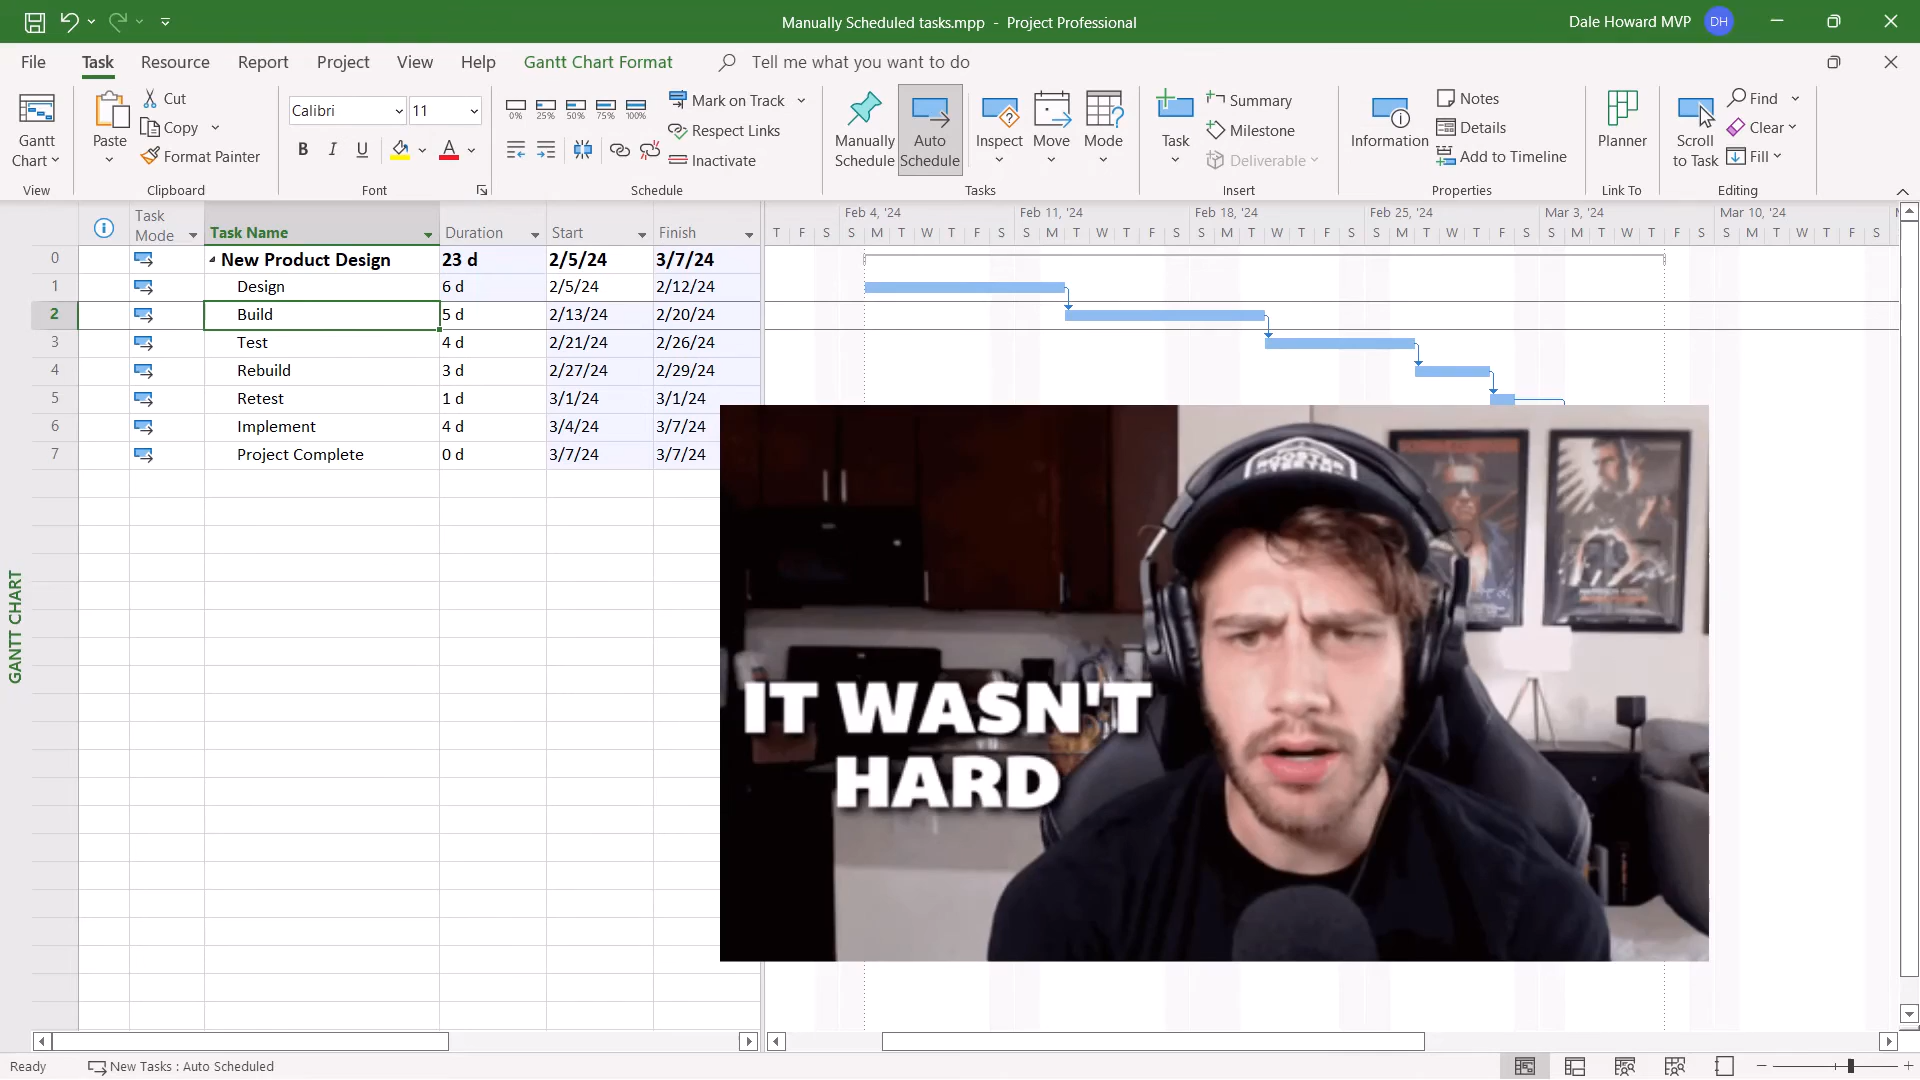 Manually Scheduled tasks.mpp - Project Professional
Dale Howard MVP DH
File Task Resource Report Project View Help Gantt Chart Format Tell me what you want to do
Gantt Chart
View
Paste
Cut
Copy
Format Painter
Clipboard
Calibri 11
B I U A
Font
0% 25% 50% 75% 100%
Mark on Track
Respect Links
Inactivate
Schedule
Manually Schedule
Auto Schedule
Inspect
Move
Mode
Tasks
Task
Summary
Milestone
Deliverable
Insert
Information
Notes
Details
Add to Timeline
Properties
Planner
Link To
Scroll to Task
Find
Clear
Fill
Editing
Task Mode Task Name Duration Start Finish
Feb 4, '24 Feb 11, '24 Feb 18, '24 Feb 25, '24 Mar 3, '24 Mar 10, '24
T F S S M T W T F S S M T W T F S S M T W T F S S M T W T F S S M T W T F S S M T W T F S
0 New Product Design 23 d 2/5/24 3/7/24
1 Design 6 d 2/5/24 2/12/24
2 Build 5 d 2/13/24 2/20/24
3 Test 4 d 2/21/24 2/26/24
4 Rebuild 3 d 2/27/24 2/29/24
5 Retest 1 d 3/1/24 3/1/24
6 Implement 4 d 3/4/24 3/7/24
7 Project Complete 0 d 3/7/24 3/7/24
GANTT CHART
ROOSTER
TEETH
IT WASN'T
HARD
Ready New Tasks : Auto Scheduled